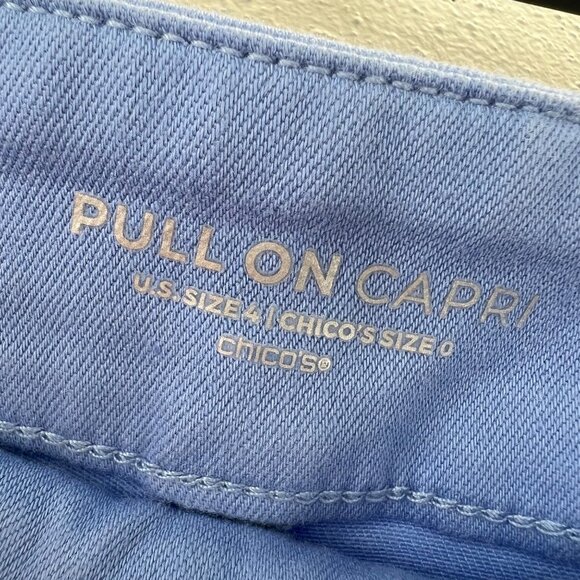 PULL ON CAPRI
U.S. SIZE 4 | CHICO'S SIZE 0
chico's®